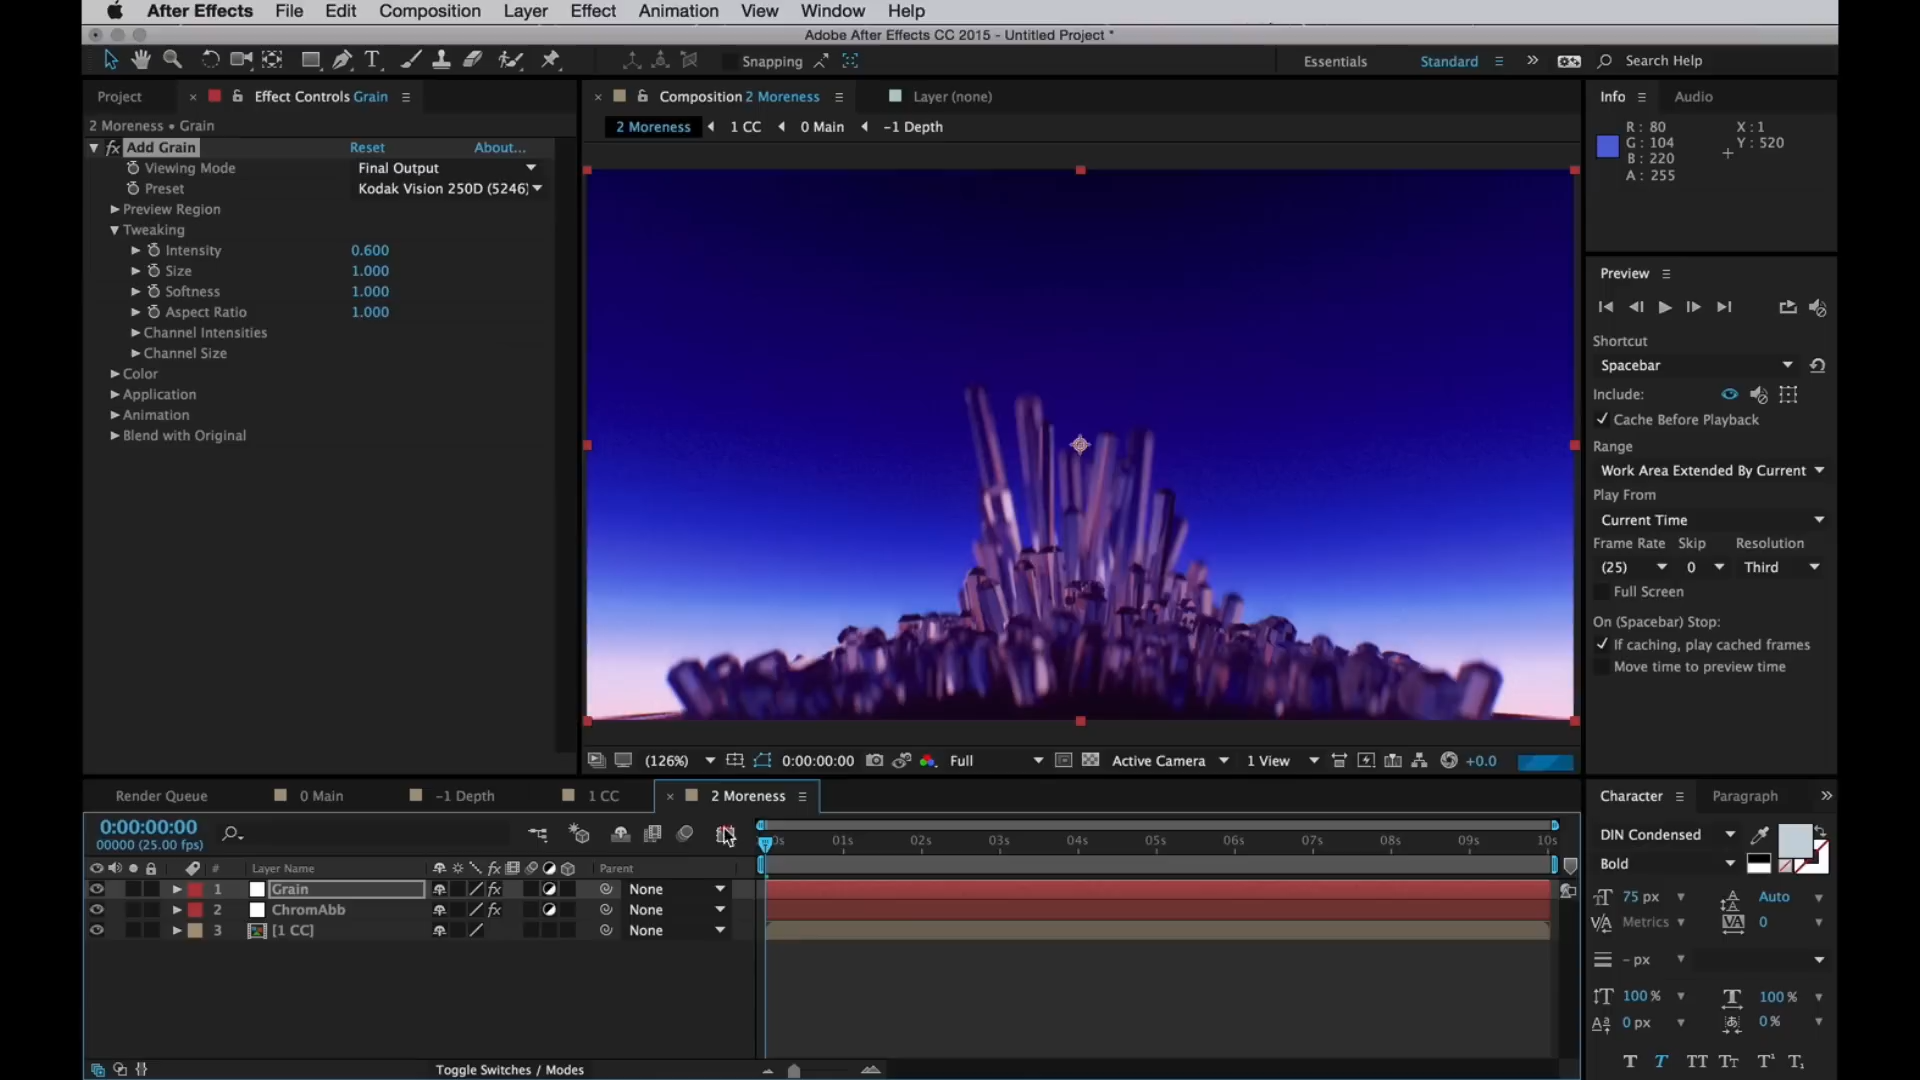 After Effects File Edit Composition Layer Effect Animation View Window Help
Adobe After Effects CC 2015 - Untitled Project *
Snapping Essentials Standard Search Help
Project Effect Controls Grain
2 Moreness • Grain
fx Add Grain Reset About...
Viewing Mode Final Output
Preset Kodak Vision 250D (5246)
Preview Region
Tweaking
Intensity 0.600
Size 1.000
Softness 1.000
Aspect Ratio 1.000
Channel Intensities
Channel Size
Color
Application
Animation
Blend with Original
Composition 2 Moreness Layer (none)
2 Moreness 1 CC 0 Main -1 Depth
(126%) 0:00:00:00 Full Active Camera 1 View +0.0
Info Audio
R : 80 X : 1
G : 104 Y : 520
B : 220
A : 255
Preview
Shortcut
Spacebar
Include:
Cache Before Playback
Range
Work Area Extended By Current
Play From
Current Time
Frame Rate Skip Resolution
(25) 0 Third
Full Screen
On (Spacebar) Stop:
If caching, play cached frames
Move time to preview time
Render Queue 0 Main -1 Depth 1 CC 2 Moreness
0:00:00:00
00000 (25.00 fps)
0s 01s 02s 03s 04s 05s 06s 07s 08s 09s 10s
# Layer Name fx Parent
1 Grain fx None
2 ChromAbb fx None
3 [1 CC] None
Toggle Switches / Modes
Character Paragraph
DIN Condensed
Bold
75 px Auto
Metrics 0
- px
100 % 100 %
0 px 0 %
T T TT Tт T¹ T₁